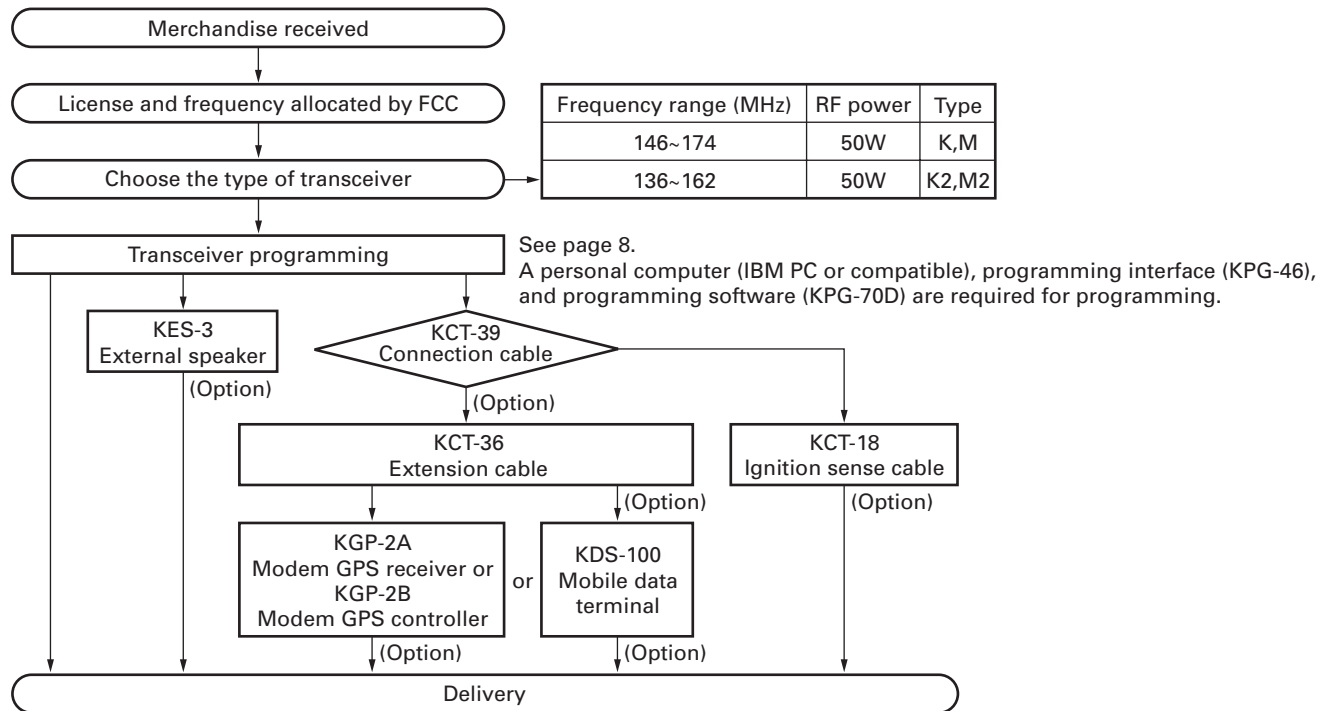 Merchandise received
License and frequency allocated by FCC
Choose the type of transceiver
Frequency range (MHz) RF power Type
146~174 50W K,M
136~162 50W K2,M2
Transceiver programming
See page 8.
A personal computer (IBM PC or compatible), programming interface (KPG-46),
and programming software (KPG-70D) are required for programming.
KES-3
External speaker
(Option)
KCT-39
Connection cable
(Option)
KCT-36
Extension cable
(Option)
KCT-18
Ignition sense cable
(Option)
KGP-2A
Modem GPS receiver or
KGP-2B
Modem GPS controller
(Option)
or
KDS-100
Mobile data
terminal
(Option)
Delivery